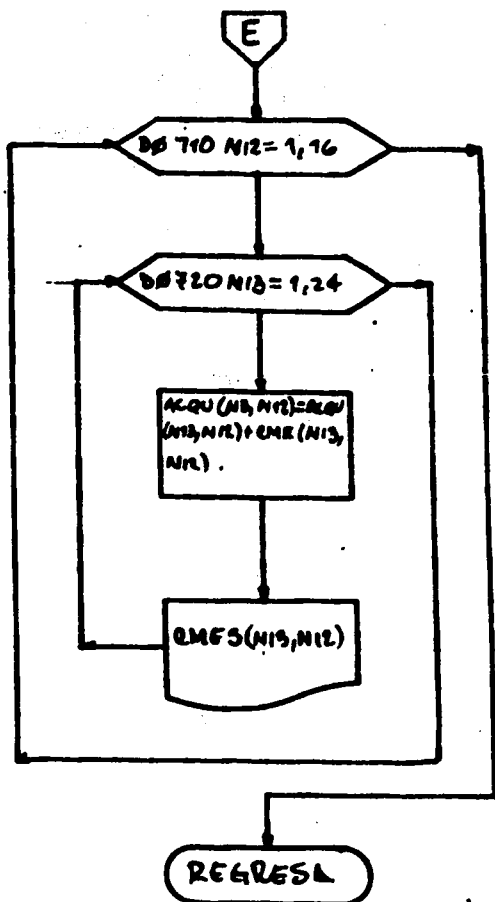 E
DØ 710 N12 = 1, 16
DØ 720 N13 = 1, 24
ACQU (N13, N12) = ACQU
(N13, N12) + QME (N13,
N12) .
QMES (N13, N12)
REGRESA